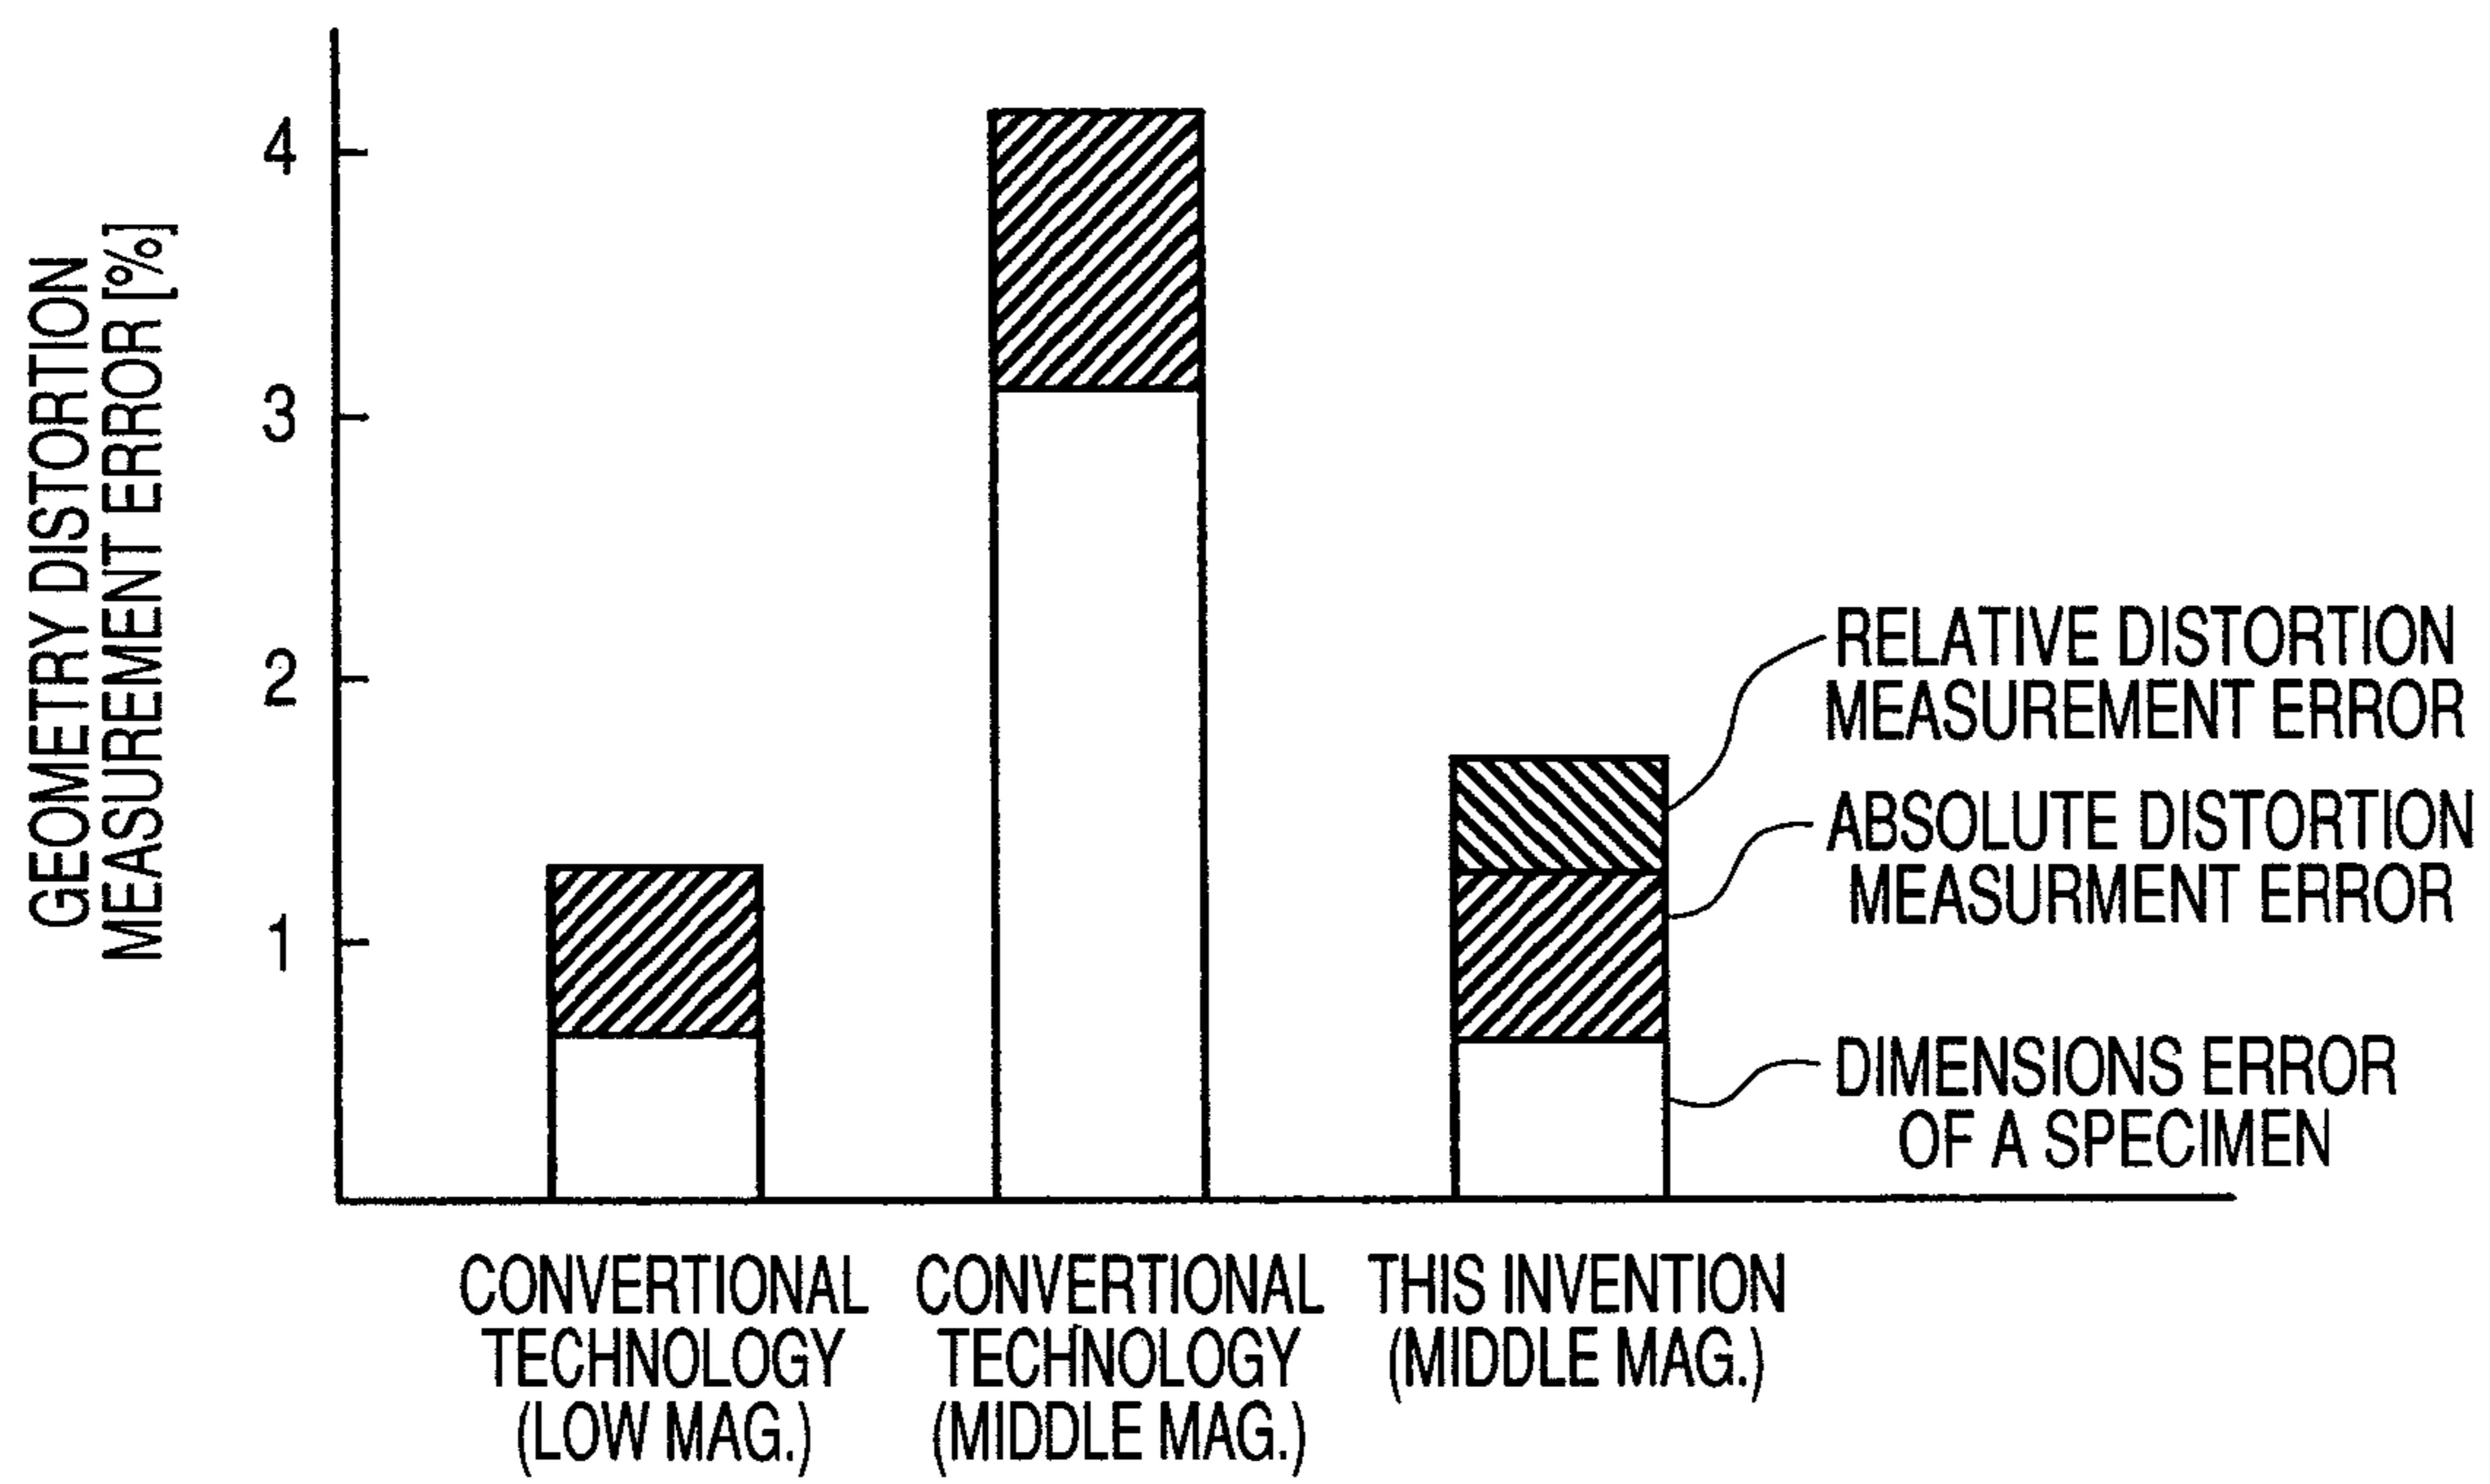 GEOMETRY DISTORTION
MEASUREMENT ERROR [%]
4
3
2
1
RELATIVE DISTORTION
MEASUREMENT ERROR
ABSOLUTE DISTORTION
MEASURMENT ERROR
DIMENSIONS ERROR
OF A SPECIMEN
CONVERTIONAL
TECHNOLOGY
(LOW MAG.)
CONVERTIONAL
TECHNOLOGY
(MIDDLE MAG.)
THIS INVENTION
(MIDDLE MAG.)